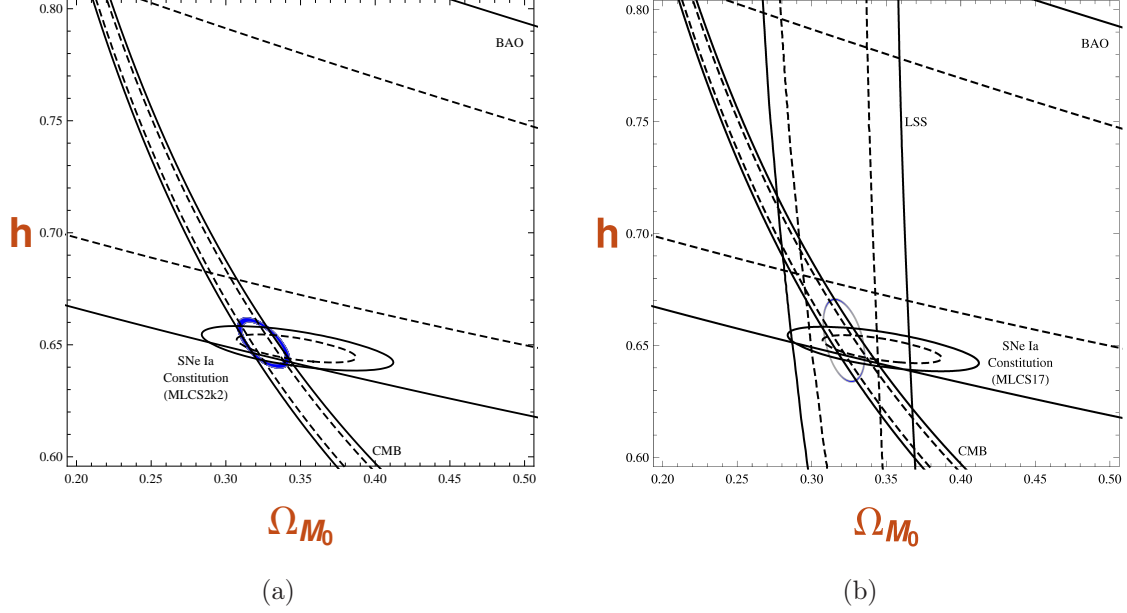 0.80
0.75
0.70
0.65
0.60
h
BAO
SNe Ia
Constitution
(MLCS2k2)
CMB
0.20 0.25 0.30 0.35 0.40 0.45 0.50
Ω_M₀
(a)
0.80
0.75
0.70
0.65
0.60
h
BAO
LSS
SNe Ia
Constitution
(MLCS17)
CMB
0.20 0.25 0.30 0.35 0.40 0.45 0.50
Ω_M₀
(b)